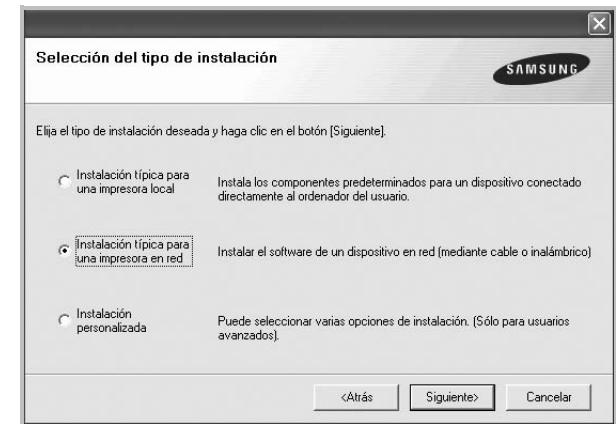 Selección del tipo de instalación
SAMSUNG
Elija el tipo de instalación deseada y haga clic en el botón [Siguiente].
Instalación típica para
una impresora local
Instala los componentes predeterminados para un dispositivo conectado
directamente al ordenador del usuario.
Instalación típica para
una impresora en red
Instalar el software de un dispositivo en red (mediante cable o inalámbrico)
Instalación
personalizada
Puede seleccionar varias opciones de instalación. (Sólo para usuarios
avanzados).
<Atrás
Siguiente>
Cancelar